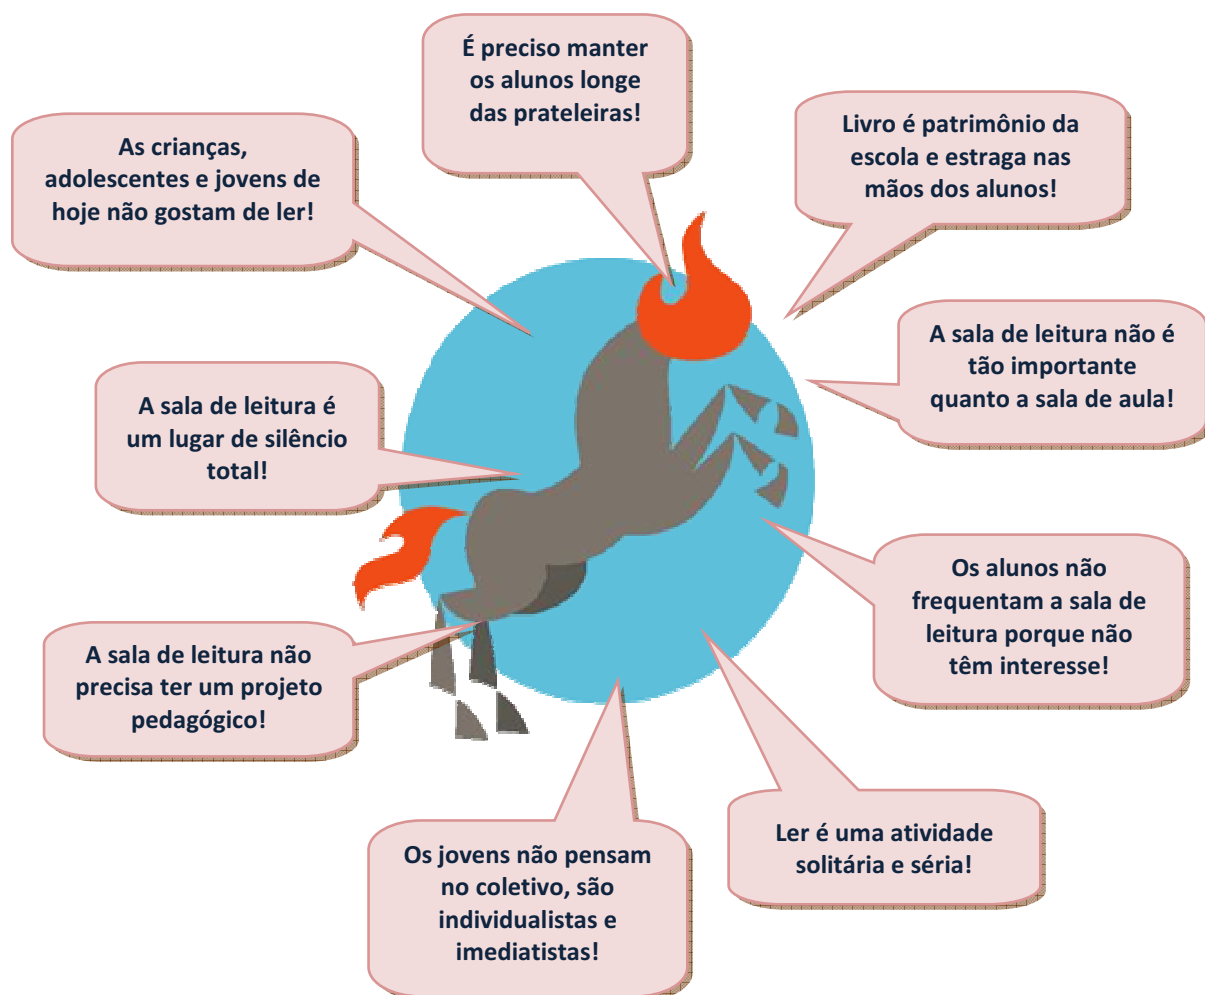 É preciso manter
os alunos longe
das prateleiras!
Livro é patrimônio da
escola e estraga nas
mãos dos alunos!
As crianças,
adolescentes e jovens de
hoje não gostam de ler!
A sala de leitura não é
tão importante
quanto a sala de aula!
A sala de leitura é
um lugar de silêncio
total!
Os alunos não
frequentam a sala de
leitura porque não
têm interesse!
A sala de leitura não
precisa ter um projeto
pedagógico!
Ler é uma atividade
solitária e séria!
Os jovens não pensam
no coletivo, são
individualistas e
imediatistas!